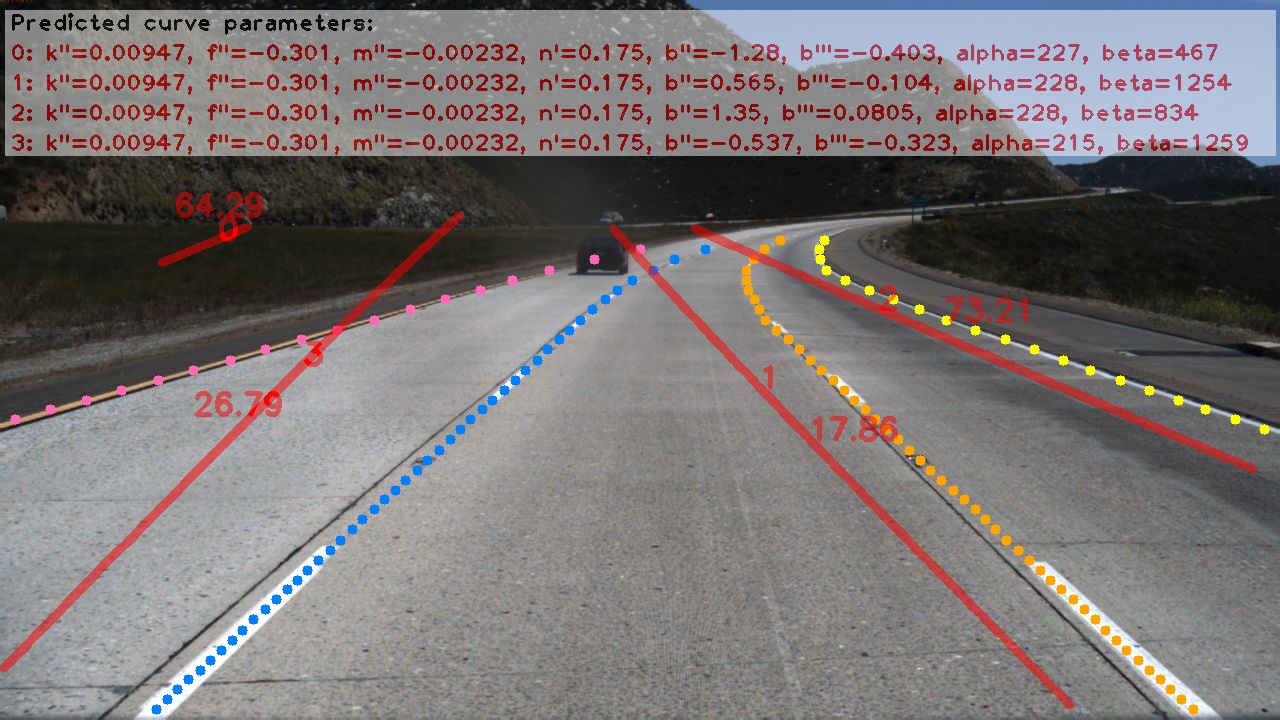 Predicted curve parameters:
0: k''=0.00947, f''=−0.301, m''=−0.00232, n'=0.175, b''=−1.28, b'''=−0.403, alpha=227, beta=467
1: k''=0.00947, f''=−0.301, m''=−0.00232, n'=0.175, b''=0.565, b'''=−0.104, alpha=228, beta=1254
2: k''=0.00947, f''=−0.301, m''=−0.00232, n'=0.175, b''=1.35, b'''=0.0805, alpha=228, beta=834
3: k''=0.00947, f''=−0.301, m''=−0.00232, n'=0.175, b''=−0.537, b'''=−0.323, alpha=215, beta=1259
64.29
0
2
73.21
3
1
26.79
17.86